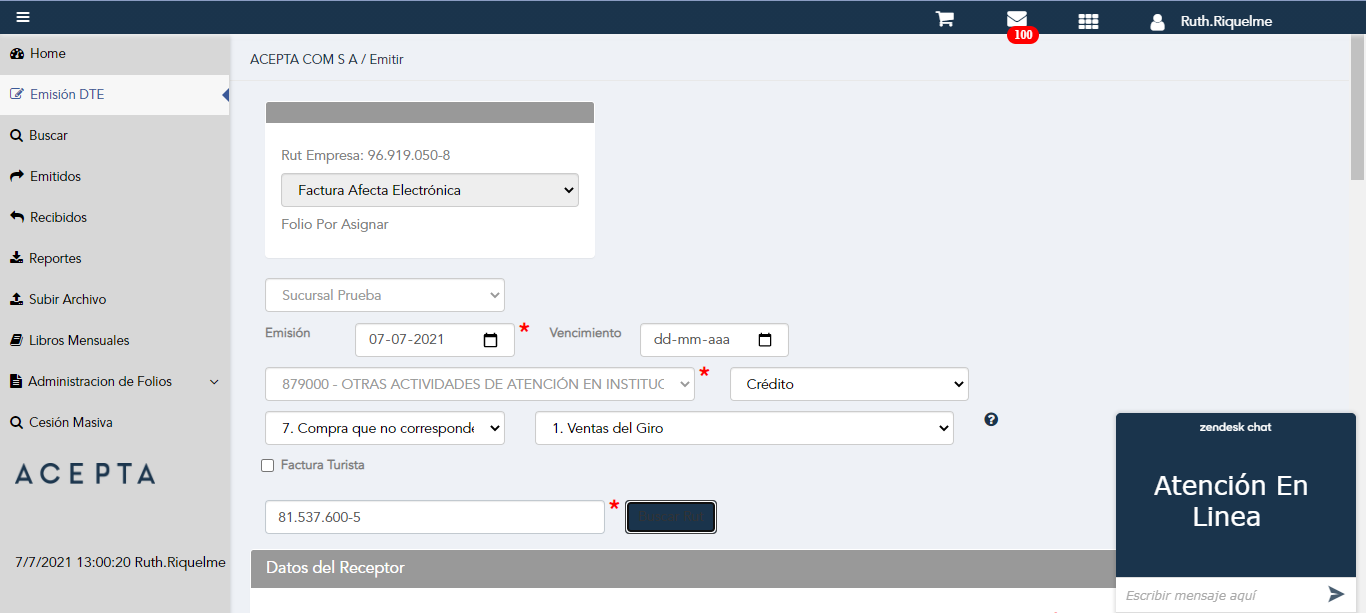 100
Ruth.Riquelme
Home
Emisión DTE
Buscar
Emitidos
Recibidos
Reportes
Subir Archivo
Libros Mensuales
Administracion de Folios
Cesión Masiva
ACEPTA
7/7/2021 13:00:20 Ruth.Riquelme
ACEPTA COM S A / Emitir
Rut Empresa: 96.919.050-8
Factura Afecta Electrónica
Folio Por Asignar
Sucursal Prueba
Emisión 07-07-2021 * Vencimiento dd-mm-aaa
879000 - OTRAS ACTIVIDADES DE ATENCIÓN EN INSTITUC * Crédito
7. Compra que no corresponde 1. Ventas del Giro
Factura Turista
81.537.600-5 *
Datos del Receptor
zendesk chat
Atención En
Linea
Escribir mensaje aquí